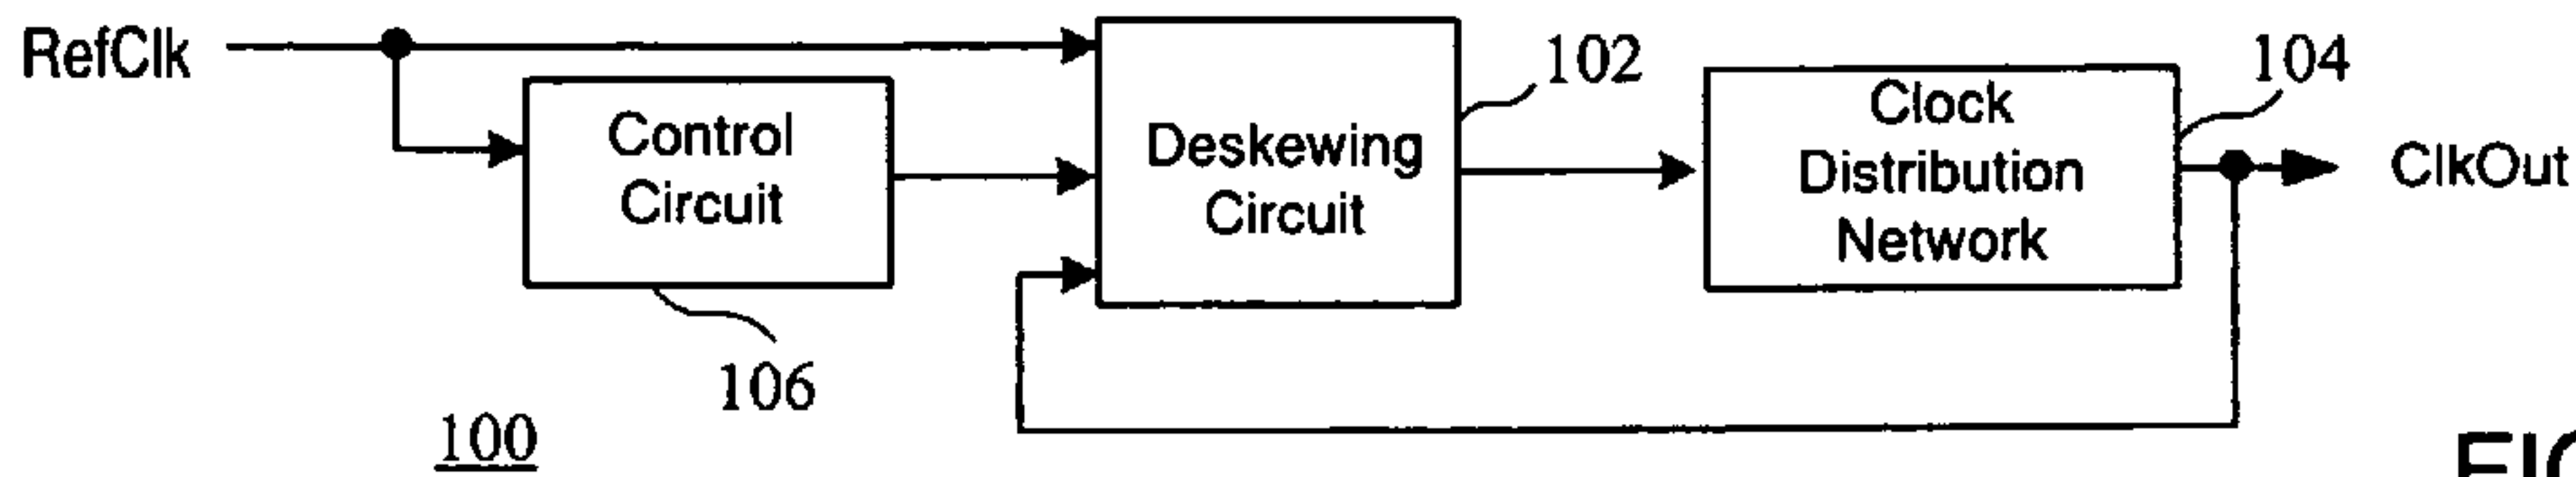 RefClk
Control
Circuit
106
Deskewing
Circuit
102
Clock
Distribution
Network
104
ClkOut
100